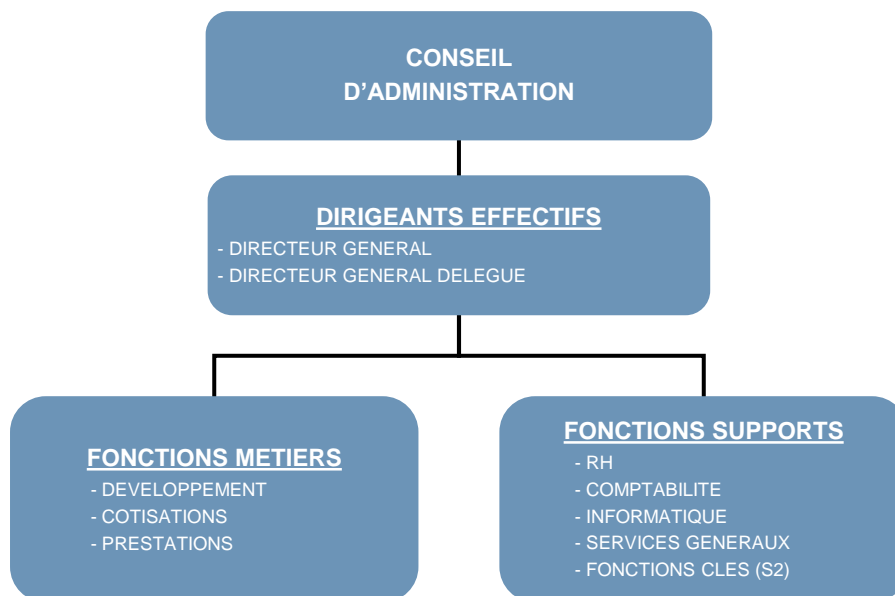 CONSEIL
D’ADMINISTRATION
DIRIGEANTS EFFECTIFS
- DIRECTEUR GENERAL
- DIRECTEUR GENERAL DELEGUE
FONCTIONS METIERS
- DEVELOPPEMENT
- COTISATIONS
- PRESTATIONS
FONCTIONS SUPPORTS
- RH
- COMPTABILITE
- INFORMATIQUE
- SERVICES GENERAUX
- FONCTIONS CLES (S2)